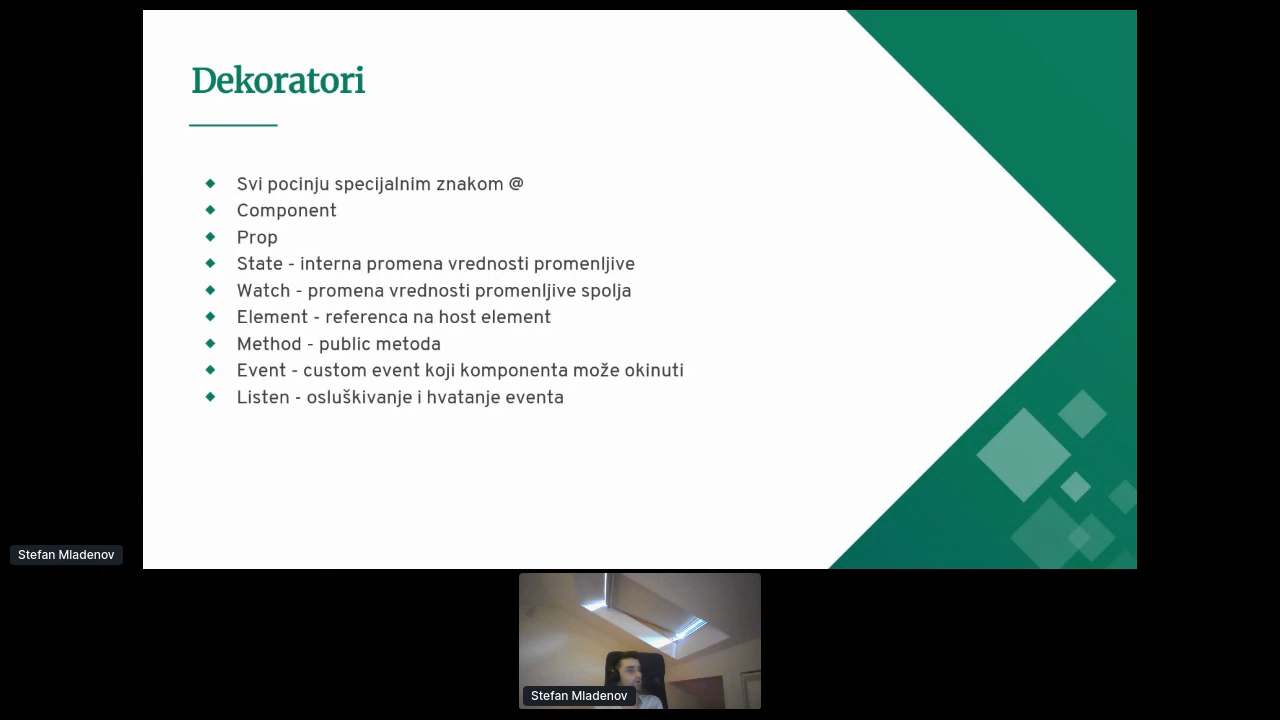 Dekoratori
Svi pocinju specijalnim znakom @
Component
Prop
State - interna promena vrednosti promenljive
Watch - promena vrednosti promenljive spolja
Element - referenca na host element
Method - public metoda
Event - custom event koji komponenta može okinuti
Listen - osluškivanje i hvatanje eventa
Stefan Mladenov
Stefan Mladenov